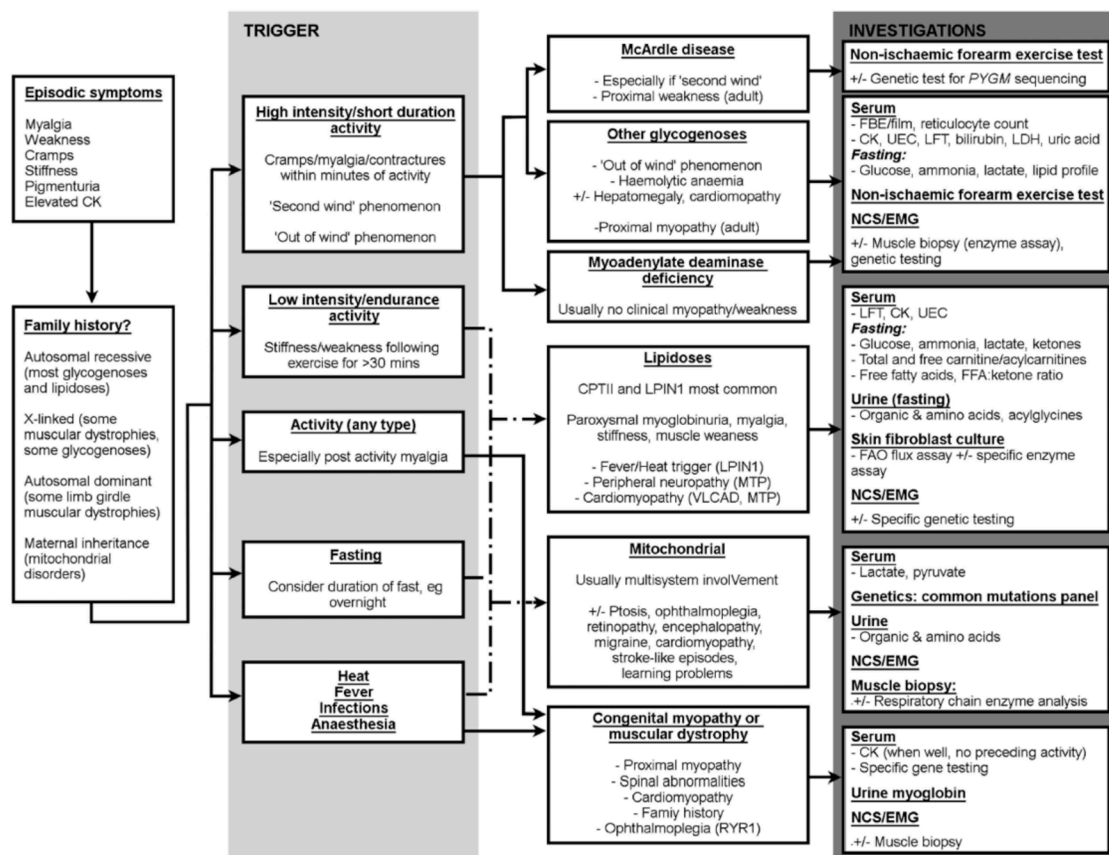 TRIGGER
INVESTIGATIONS
Episodic symptoms
Myalgia
Weakness
Cramps
Stiffness
Pigmenturia
Elevated CK
Family history?
Autosomal recessive
(most glycogenoses
and lipidoses)
X-linked (some
muscular dystrophies,
some glycogenoses)
Autosomal dominant
(some limb girdle
muscular dystrophies)
Maternal inheritance
(mitochondrial
disorders)
High intensity/short duration
activity
Cramps/myalgia/contractures
within minutes of activity
'Second wind' phenomenon
'Out of wind' phenomenon
Low intensity/endurance
activity
Stiffness/weakness following
exercise for >30 mins
Activity (any type)
Especially post activity myalgia
Fasting
Consider duration of fast, eg
overnight
Heat
Fever
Infections
Anaesthesia
McArdle disease
- Especially if 'second wind'
- Proximal weakness (adult)
Other glycogenoses
- 'Out of wind' phenomenon
- Haemolytic anaemia
+/- Hepatomegaly, cardiomopathy
-Proximal myopathy (adult)
Myoadenylate deaminase
deficiency
Usually no clinical myopathy/weakness
Lipidoses
CPTII and LPIN1 most common
Paroxysmal myoglobinuria, myalgia,
stiffness, muscle weaness
- Fever/Heat trigger (LPIN1)
- Peripheral neuropathy (MTP)
- Cardiomyopathy (VLCAD, MTP)
Mitochondrial
Usually multisystem involVement
+/- Ptosis, ophthalmoplegia,
retinopathy, encephalopathy,
migraine, cardiomyopathy,
stroke-like episodes,
learning problems
Congenital myopathy or
muscular dystrophy
- Proximal myopathy
- Spinal abnormalities
- Cardiomyopathy
- Famiy history
- Ophthalmoplegia (RYR1)
Non-ischaemic forearm exercise test
+/- Genetic test for PYGM sequencing
Serum
- FBE/film, reticulocyte count
- CK, UEC, LFT, bilirubin, LDH, uric acid
Fasting:
- Glucose, ammonia, lactate, lipid profile
Non-ischaemic forearm exercise test
NCS/EMG
+/- Muscle biopsy (enzyme assay),
genetic testing
Serum
- LFT, CK, UEC
Fasting:
- Glucose, ammonia, lactate, ketones
- Total and free carnitine/acylcarnitines
- Free fatty acids, FFA:ketone ratio
Urine (fasting)
- Organic & amino acids, acylglycines
Skin fibroblast culture
- FAO flux assay +/- specific enzyme
assay
NCS/EMG
+/- Specific genetic testing
Serum
- Lactate, pyruvate
Genetics: common mutations panel
Urine
- Organic & amino acids
NCS/EMG
Muscle biopsy:
.+/- Respiratory chain enzyme analysis
Serum
- CK (when well, no preceding activity)
- Specific gene testing
Urine myoglobin
NCS/EMG
.+/- Muscle biopsy